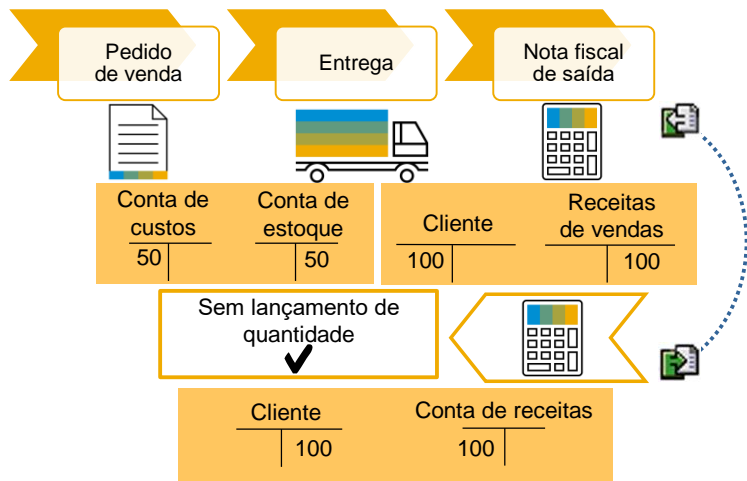 Pedido
de venda
Entrega
Nota fiscal
de saída
Conta de
custos
50
Conta de
estoque
50
Cliente
100
Receitas
de vendas
100
Sem lançamento de
quantidade
Cliente
100
Conta de receitas
100